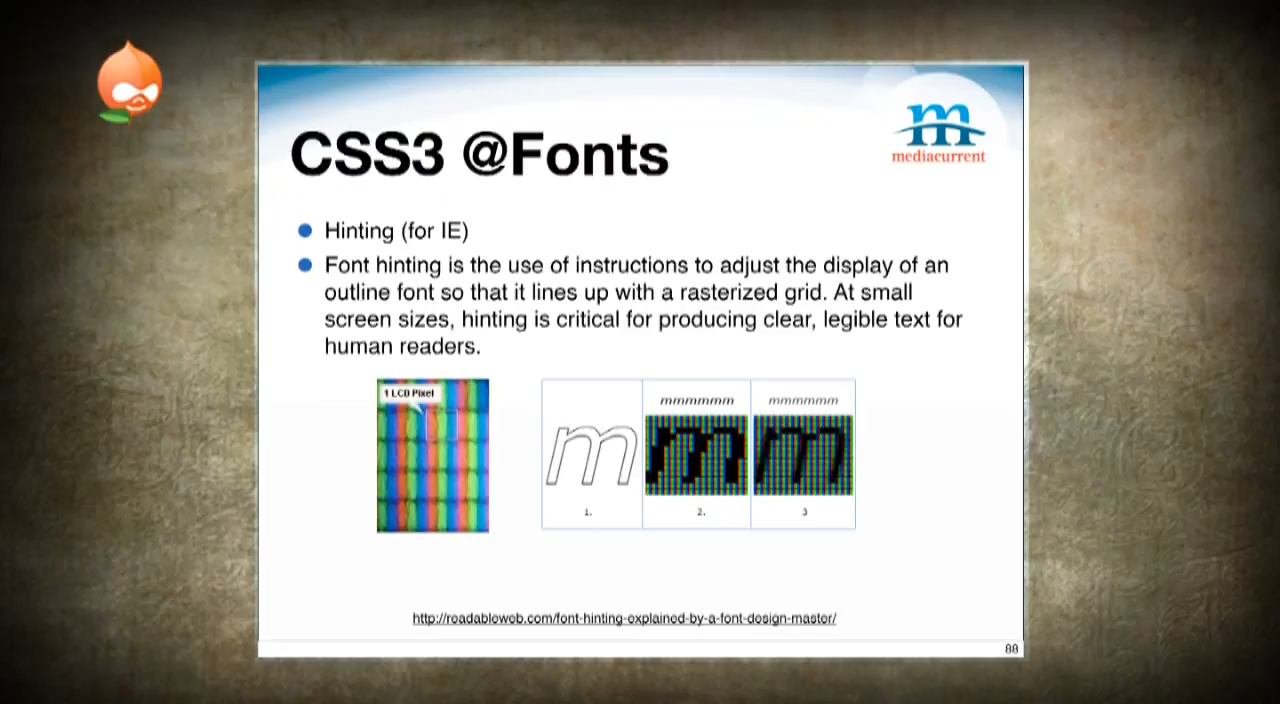 m
mediacurrent
CSS3 @Fonts
Hinting (for IE)
Font hinting is the use of instructions to adjust the display of an
outline font so that it lines up with a rasterized grid. At small
screen sizes, hinting is critical for producing clear, legible text for
human readers.
1 LCD Pixel
mmmmmm mmmmmm
m m m
1. 2. 3
http://readableweb.com/font-hinting-explained-by-a-font-design-master/
88